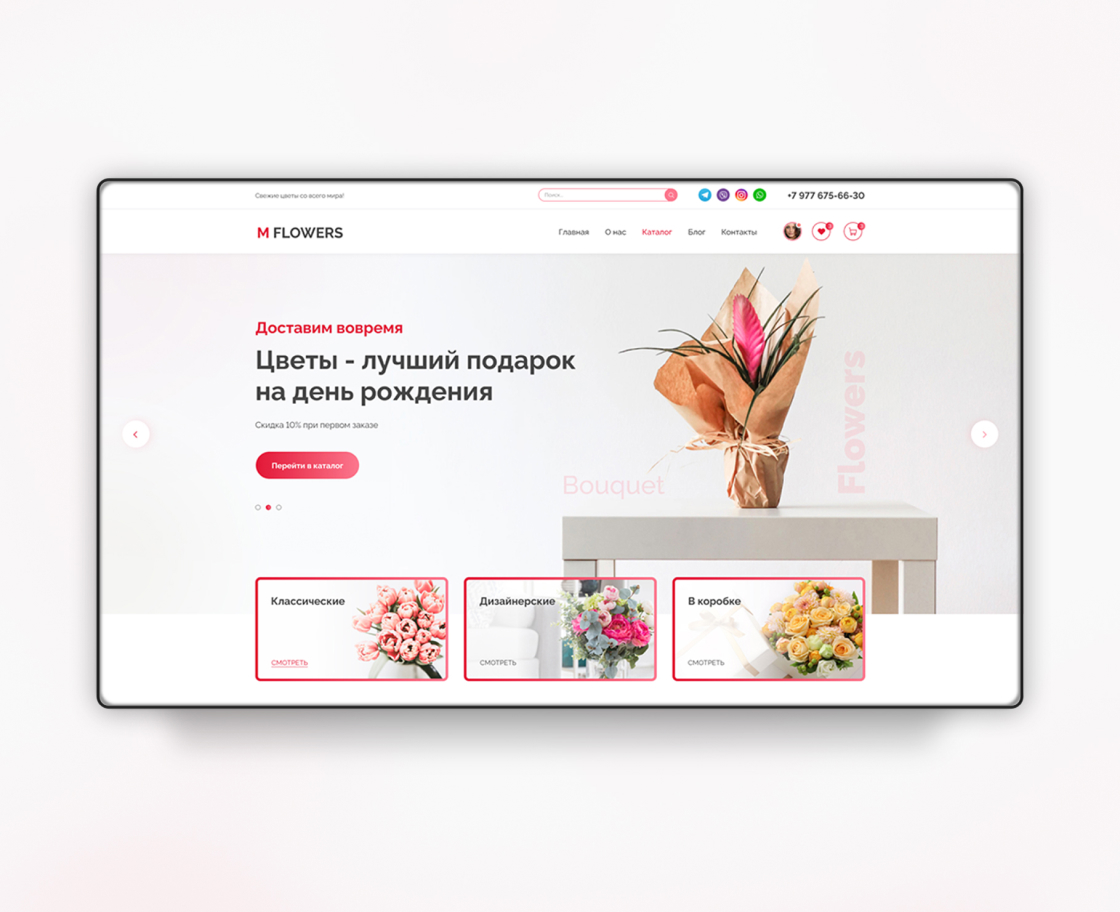 Свежие цветы со всего мира!
Поиск...
+7 977 675-66-30
M FLOWERS
Главная
О нас
Каталог
Блог
Контакты
Доставим вовремя
Цветы - лучший подарок
на день рождения
Скидка 10% при первом заказе
Перейти в каталог
Bouquet
Flowers
Классические
СМОТРЕТЬ
Дизайнерские
СМОТРЕТЬ
В коробке
СМОТРЕТЬ